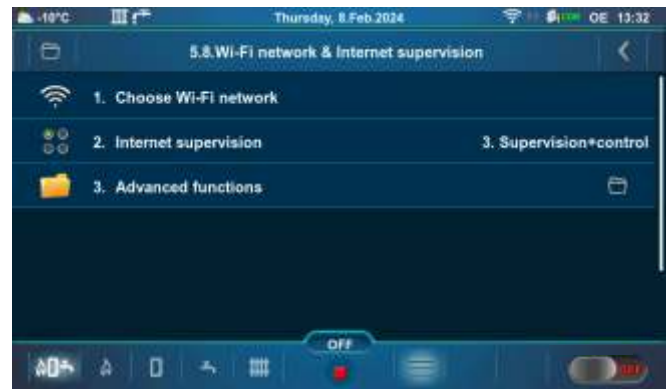 -10°C Thursday, 8.Feb.2024 OE 13:32
5.8.Wi-Fi network & Internet supervision
1. Choose Wi-Fi network
2. Internet supervision 3. Supervision+control
3. Advanced functions
OFF
OFF